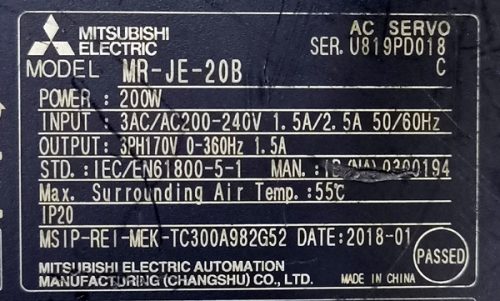 MITSUBISHI
ELECTRIC
AC SERVO
SER. U819PD018
MODEL MR-JE-20B C
POWER : 200W
INPUT : 3AC/AC200-240V 1.5A/2.5A 50/60Hz
OUTPUT: 3PH170V 0-360Hz 1.5A
STD. : IEC/EN61800-5-1 MAN. : IB(NA)0300194
Max. Surrounding Air Temp. : 55℃
IP20
MSIP-REI-MEK-TC300A982G52 DATE:2018-01
PASSED
MITSUBISHI ELECTRIC AUTOMATION
MANUFACTURING (CHANGSHU) CO.,LTD. MADE IN CHINA